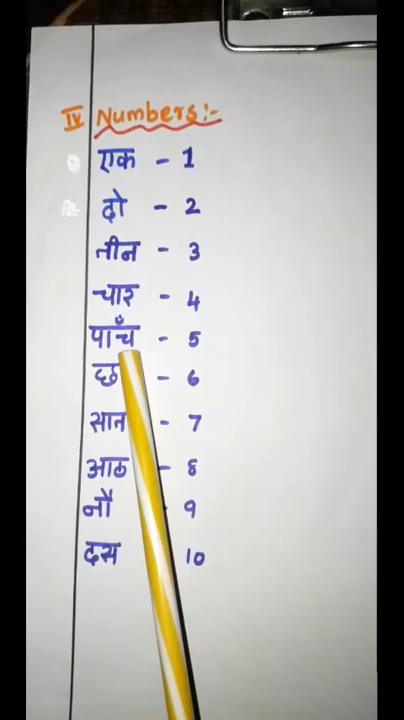 IV Numbers:-
एक - 1
दो - 2
तीन - 3
चार - 4
पाँच - 5
छ - 6
सात - 7
आठ - 8
नौ - 9
दस 10